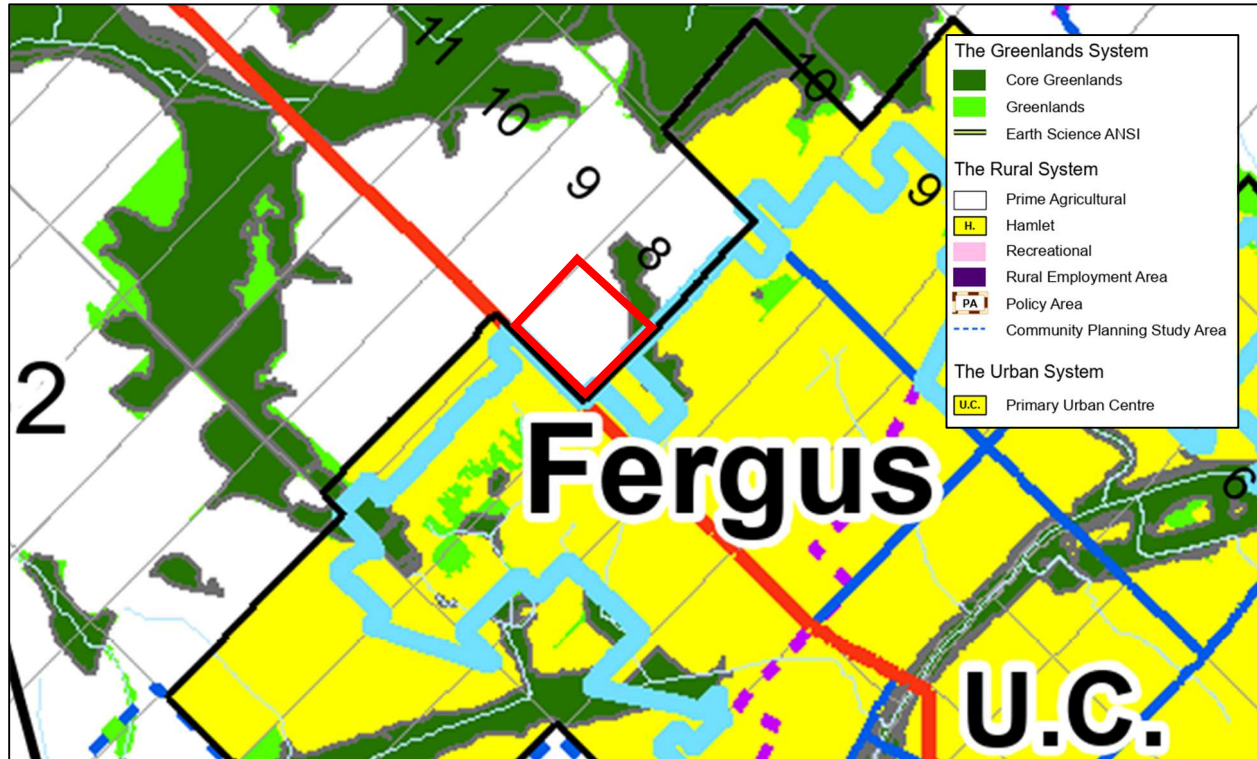 11
10
10
9
9
8
2
6
Fergus
U.C.
The Greenlands System
Core Greenlands
Greenlands
Earth Science ANSI
The Rural System
Prime Agricultural
H. Hamlet
Recreational
Rural Employment Area
PA Policy Area
Community Planning Study Area
The Urban System
U.C. Primary Urban Centre